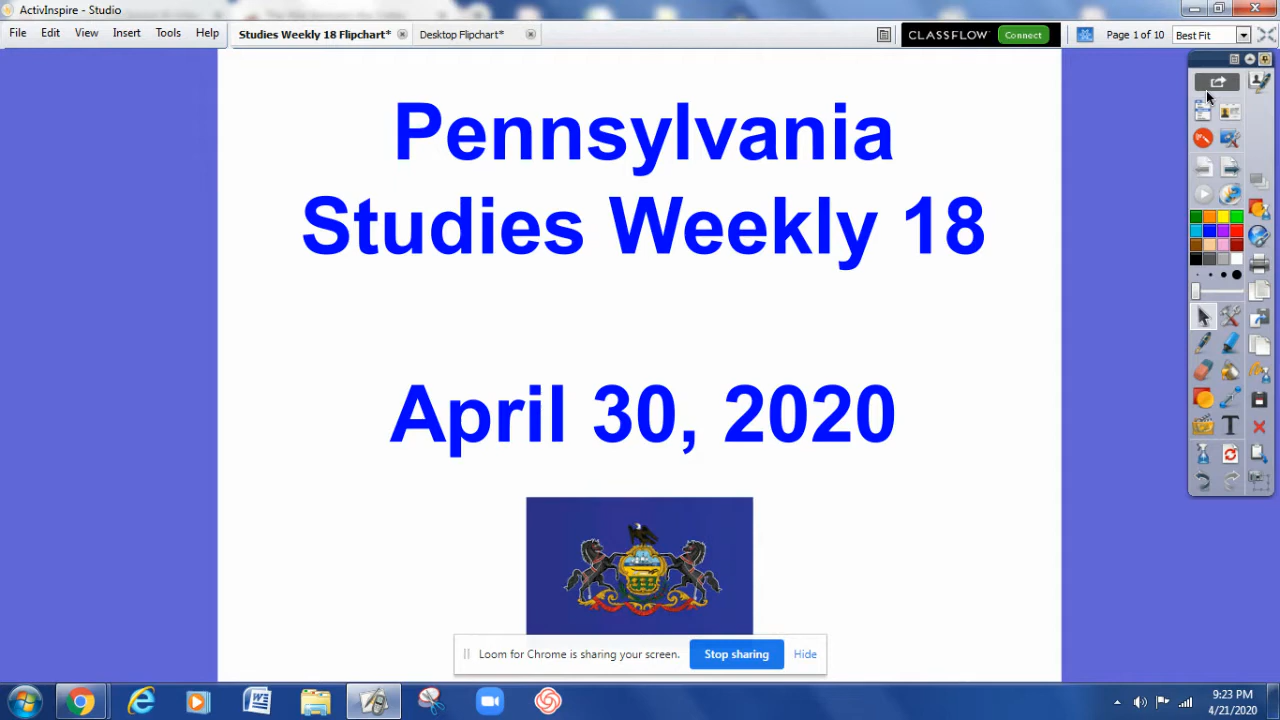 ActivInspire - Studio
File Edit View Insert Tools Help
Studies Weekly 18 Flipchart* Desktop Flipchart*
CLASSFLOW Connect
Page 1 of 10 Best Fit
Pennsylvania
Studies Weekly 18
April 30, 2020
Loom for Chrome is sharing your screen. Stop sharing Hide
9:23 PM
4/21/2020